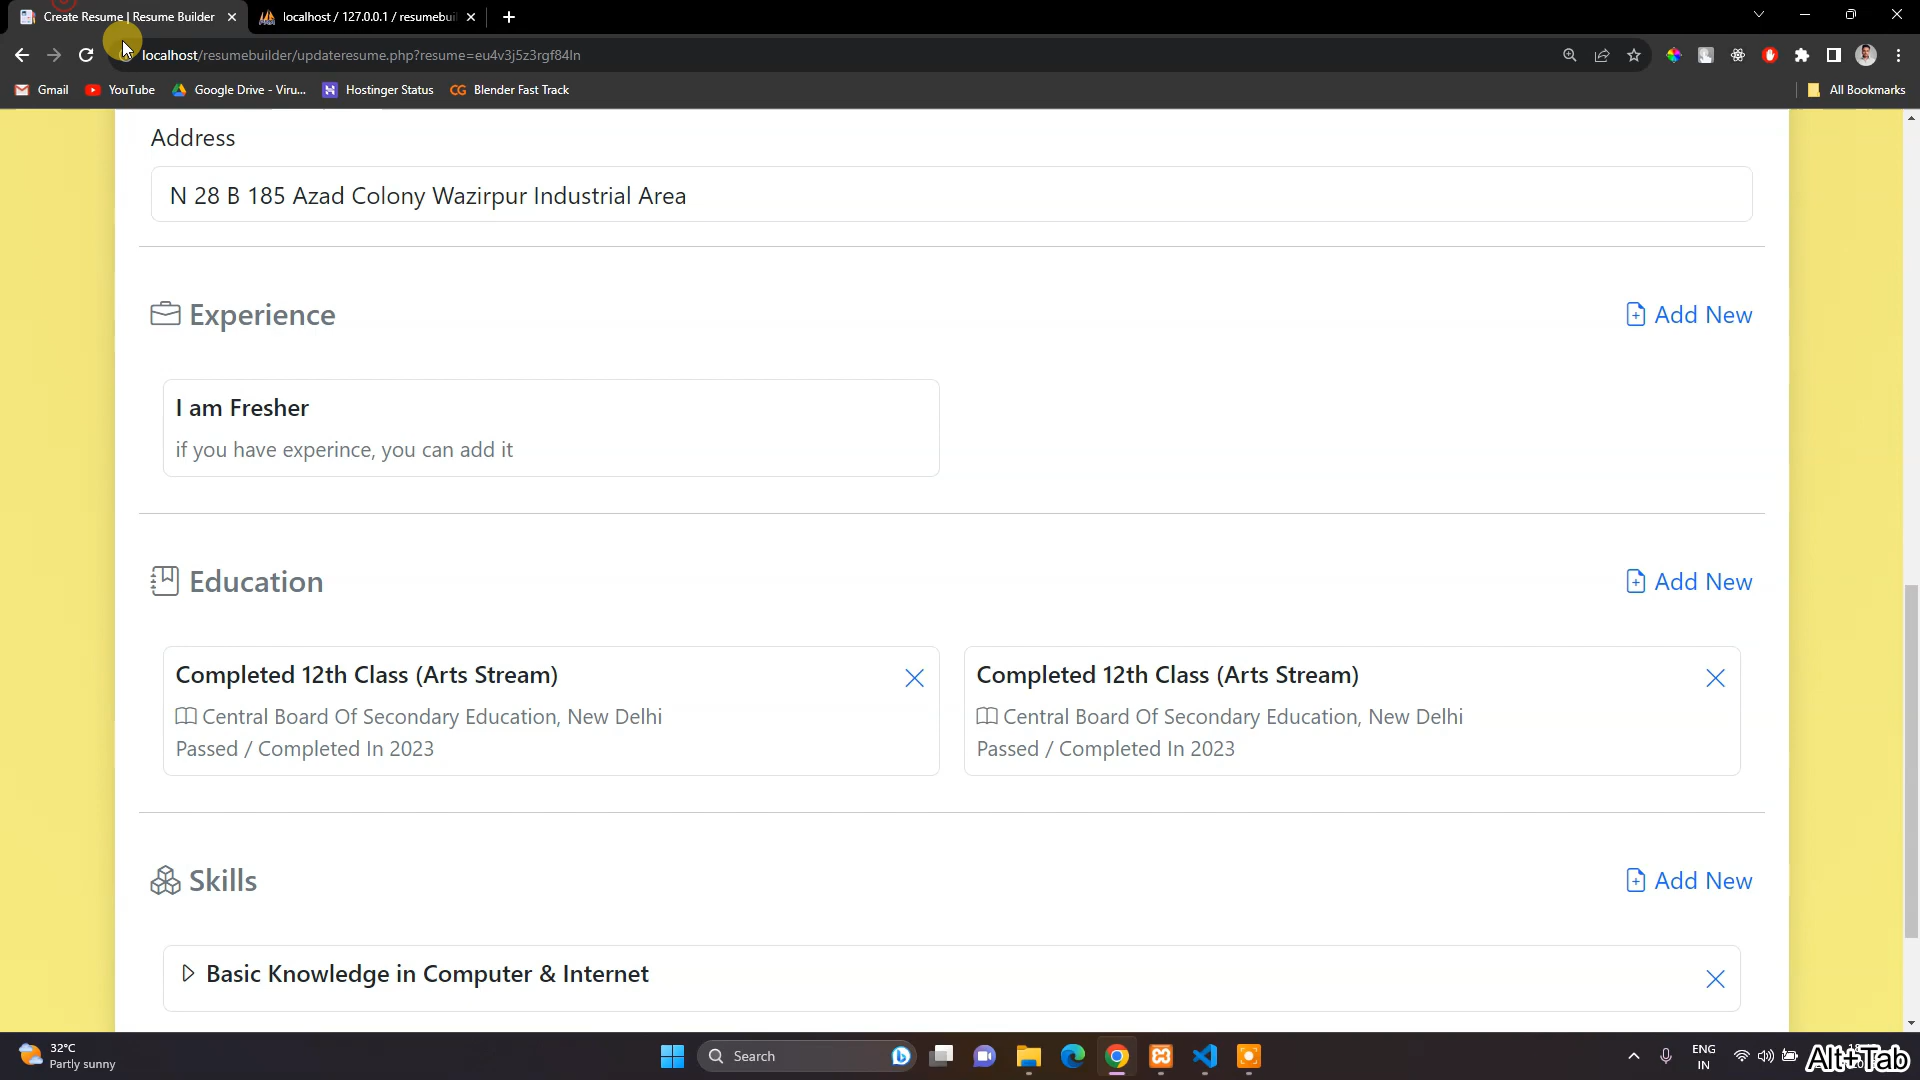 Create Resume | Resume Builder
localhost / 127.0.0.1 / resumebui
localhost/resumebuilder/updateresume.php?resume=eu4v3j5z3rgf84ln
Gmail
YouTube
Google Drive - Viru...
Hostinger Status
CG Blender Fast Track
All Bookmarks
Address
N 28 B 185 Azad Colony Wazirpur Industrial Area
Experience
Add New
I am Fresher
if you have experince, you can add it
Education
Add New
Completed 12th Class (Arts Stream)
Central Board Of Secondary Education, New Delhi
Passed / Completed In 2023
Completed 12th Class (Arts Stream)
Central Board Of Secondary Education, New Delhi
Passed / Completed In 2023
Skills
Add New
Basic Knowledge in Computer & Internet
32°C
Partly sunny
Search
ENG
IN
Alt+Tab